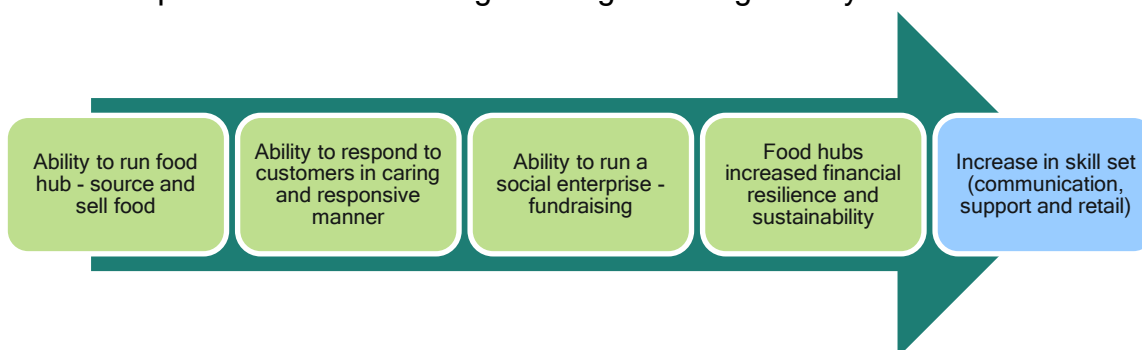 Ability to run food
hub - source and
sell food
Ability to respond to
customers in caring
and responsive
manner
Ability to run a
social enterprise -
fundraising
Food hubs
increased financial
resilience and
sustainability
Increase in skill set
(communication,
support and retail)